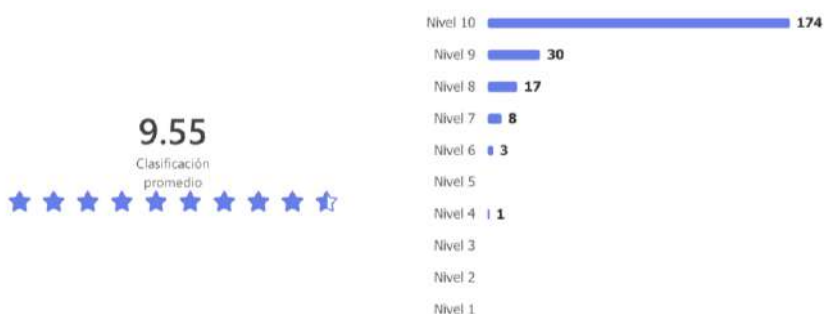 9.55
Clasificación
promedio
Nivel 10 174
Nivel 9 30
Nivel 8 17
Nivel 7 8
Nivel 6 3
Nivel 5
Nivel 4 1
Nivel 3
Nivel 2
Nivel 1